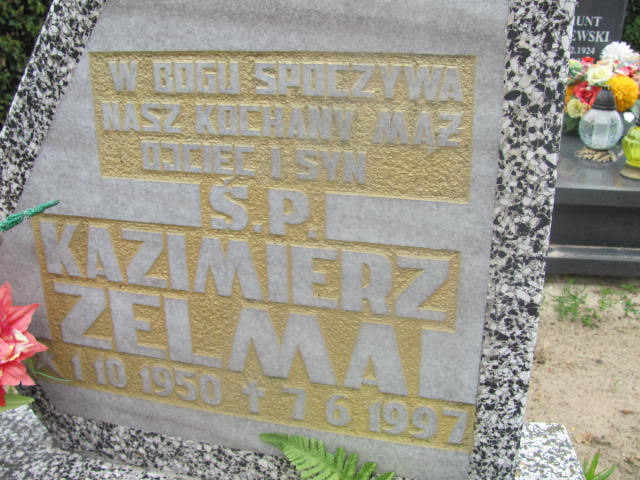 W BOGU SPOCZYWA
NASZ KOCHANY MĄŻ
OJCIEC I SYN
Ś.P.
KAZIMIERZ
ZELMA
1 10 1950 ✝ 7 6 1997